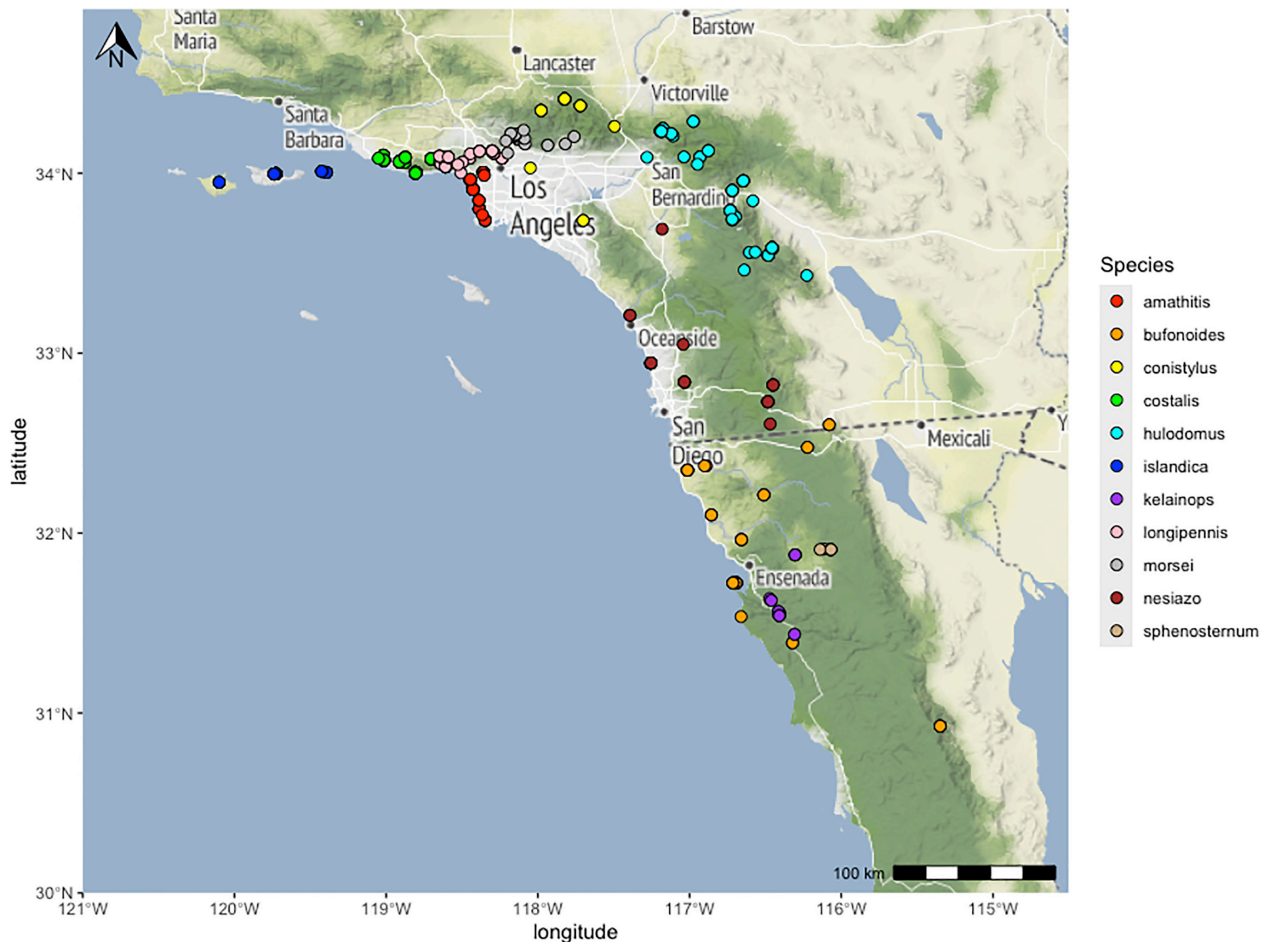 Santa
Maria
Barstow
N
Lancaster
Victorville
Santa
Barbara
34°N
Los
Angeles
San
Bernardino
Species
amathitis
bufonoides
conistylus
costalis
hulodomus
islandica
kelainops
longipennis
morsei
nesiazo
sphenosternum
33°N
Oceanside
San
Diego
Mexicali
Y
latitude
32°N
Ensenada
31°N
100 km
30°N
121°W
120°W
119°W
118°W
117°W
116°W
115°W
longitude